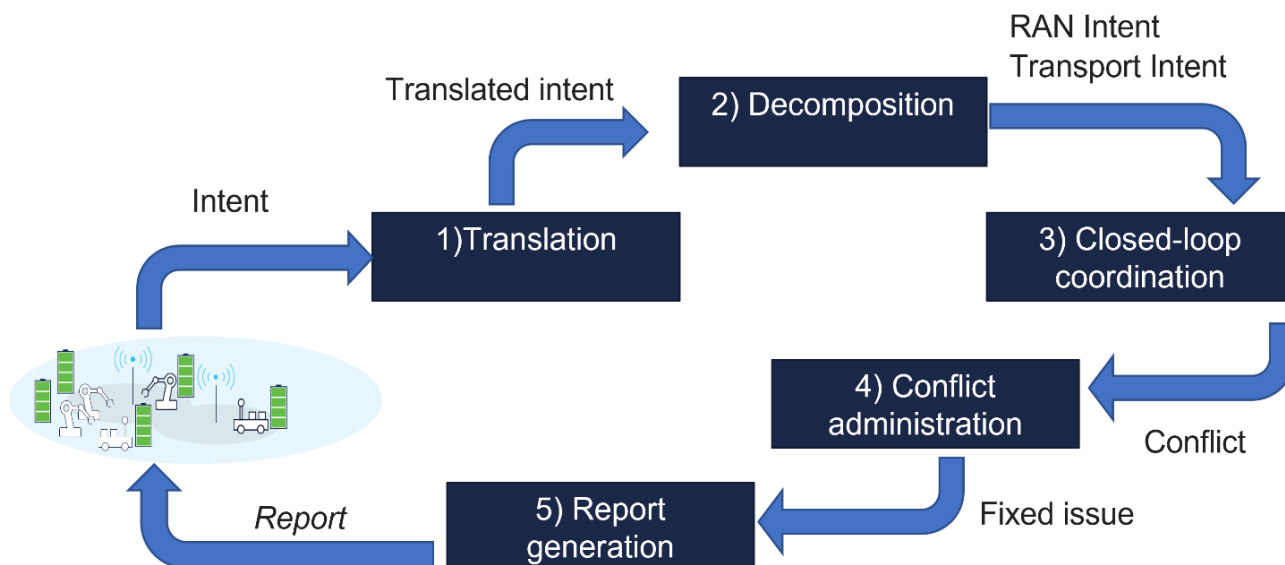 RAN Intent
Transport Intent
Translated intent
2) Decomposition
Intent
1)Translation
3) Closed-loop
coordination
4) Conflict
administration
Conflict
5) Report
generation
Fixed issue
Report